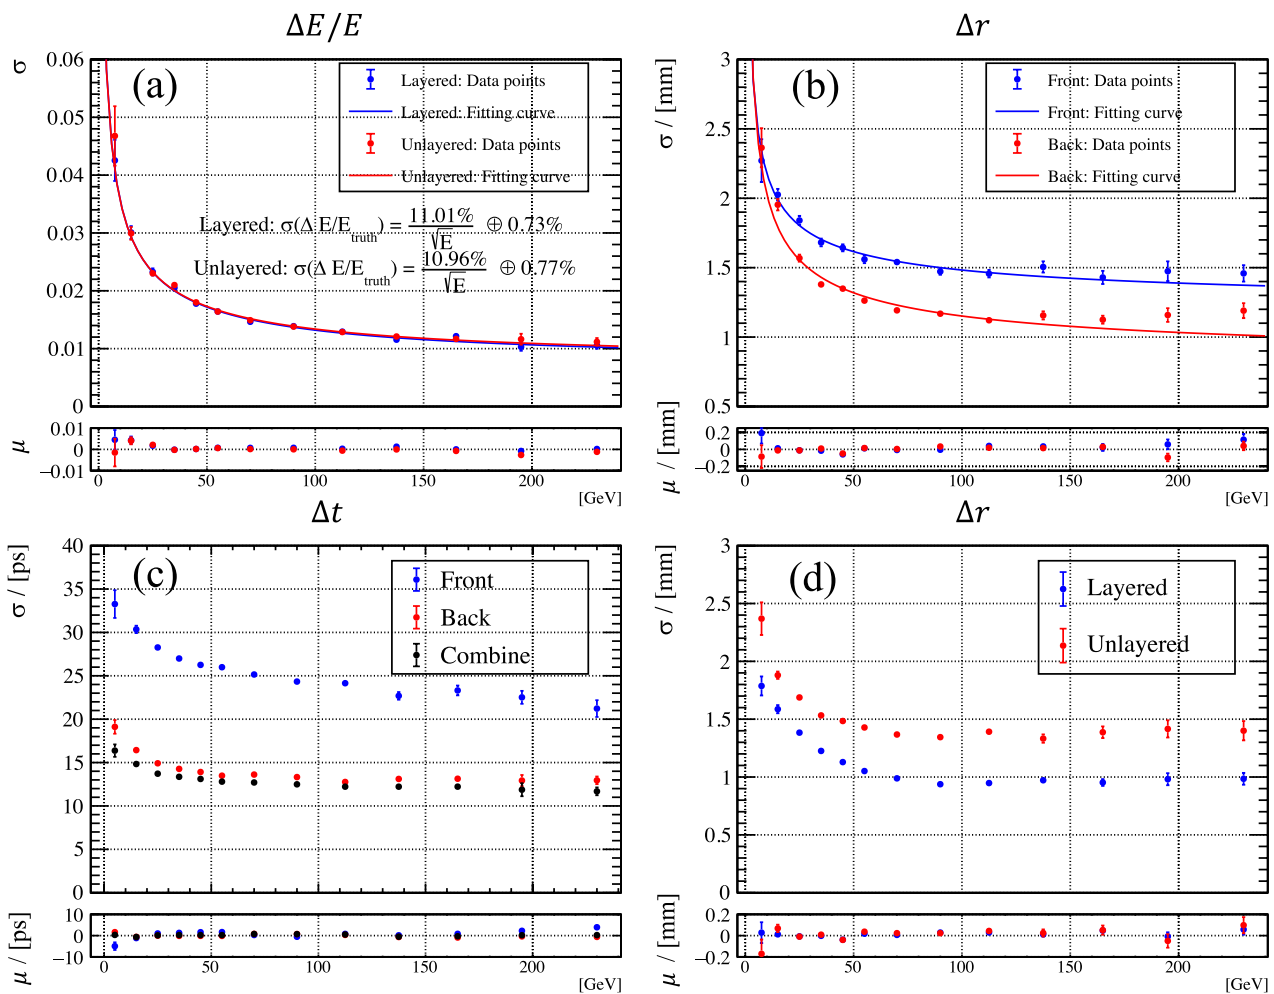 ΔE/E
σ
0.06
0.05
0.04
0.03
0.02
0.01
0
(a)
Layered: Data points
Layered: Fitting curve
Unlayered: Data points
Unlayered: Fitting curve
Layered: σ(Δ E/E_truth) = 11.01%/√E ⊕ 0.73%
Unlayered: σ(Δ E/E_truth) = 10.96%/√E ⊕ 0.77%
μ
0.01
0
−0.01
0 50 100 150 200
[GeV]
Δr
σ / [mm]
3
2.5
2
1.5
1
0.5
(b)
Front: Data points
Front: Fitting curve
Back: Data points
Back: Fitting curve
μ / [mm]
0.2
0
−0.2
0 50 100 150 200
[GeV]
Δt
σ / [ps]
40
35
30
25
20
15
10
5
0
(c)
Front
Back
Combine
μ / [ps]
10
0
−10
0 50 100 150 200
[GeV]
Δr
σ / [mm]
3
2.5
2
1.5
1
0.5
0
(d)
Layered
Unlayered
μ / [mm]
0.2
0
−0.2
0 50 100 150 200
[GeV]